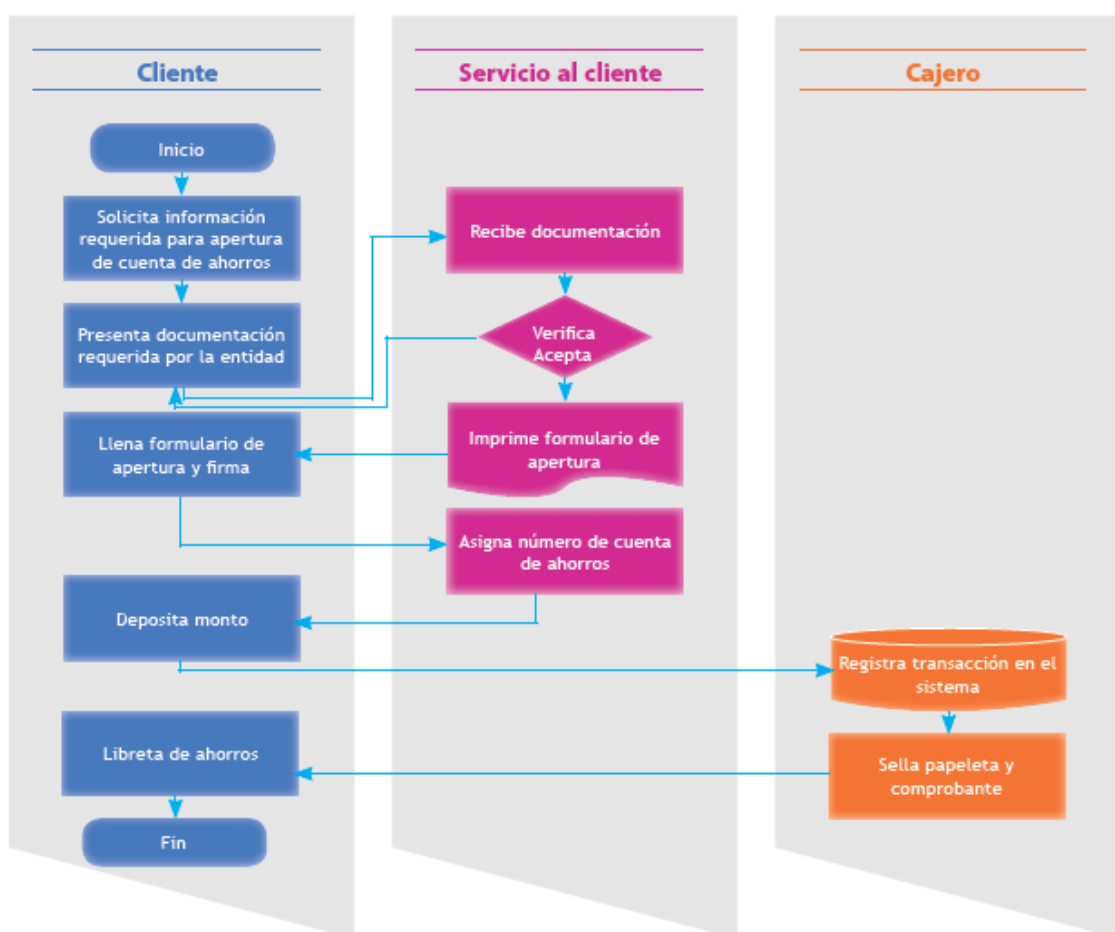 Cliente
Servicio al cliente
Cajero
Inicio
Solicita información
requerida para apertura
de cuenta de ahorros
Recibe documentación
Presenta documentación
requerida por la entidad
Verifica
Acepta
Llena formulario de
apertura y firma
Imprime formulario de
apertura
Asigna número de cuenta
de ahorros
Deposita monto
Registra transacción en el
sistema
Libreta de ahorros
Sella papeleta y
comprobante
Fin